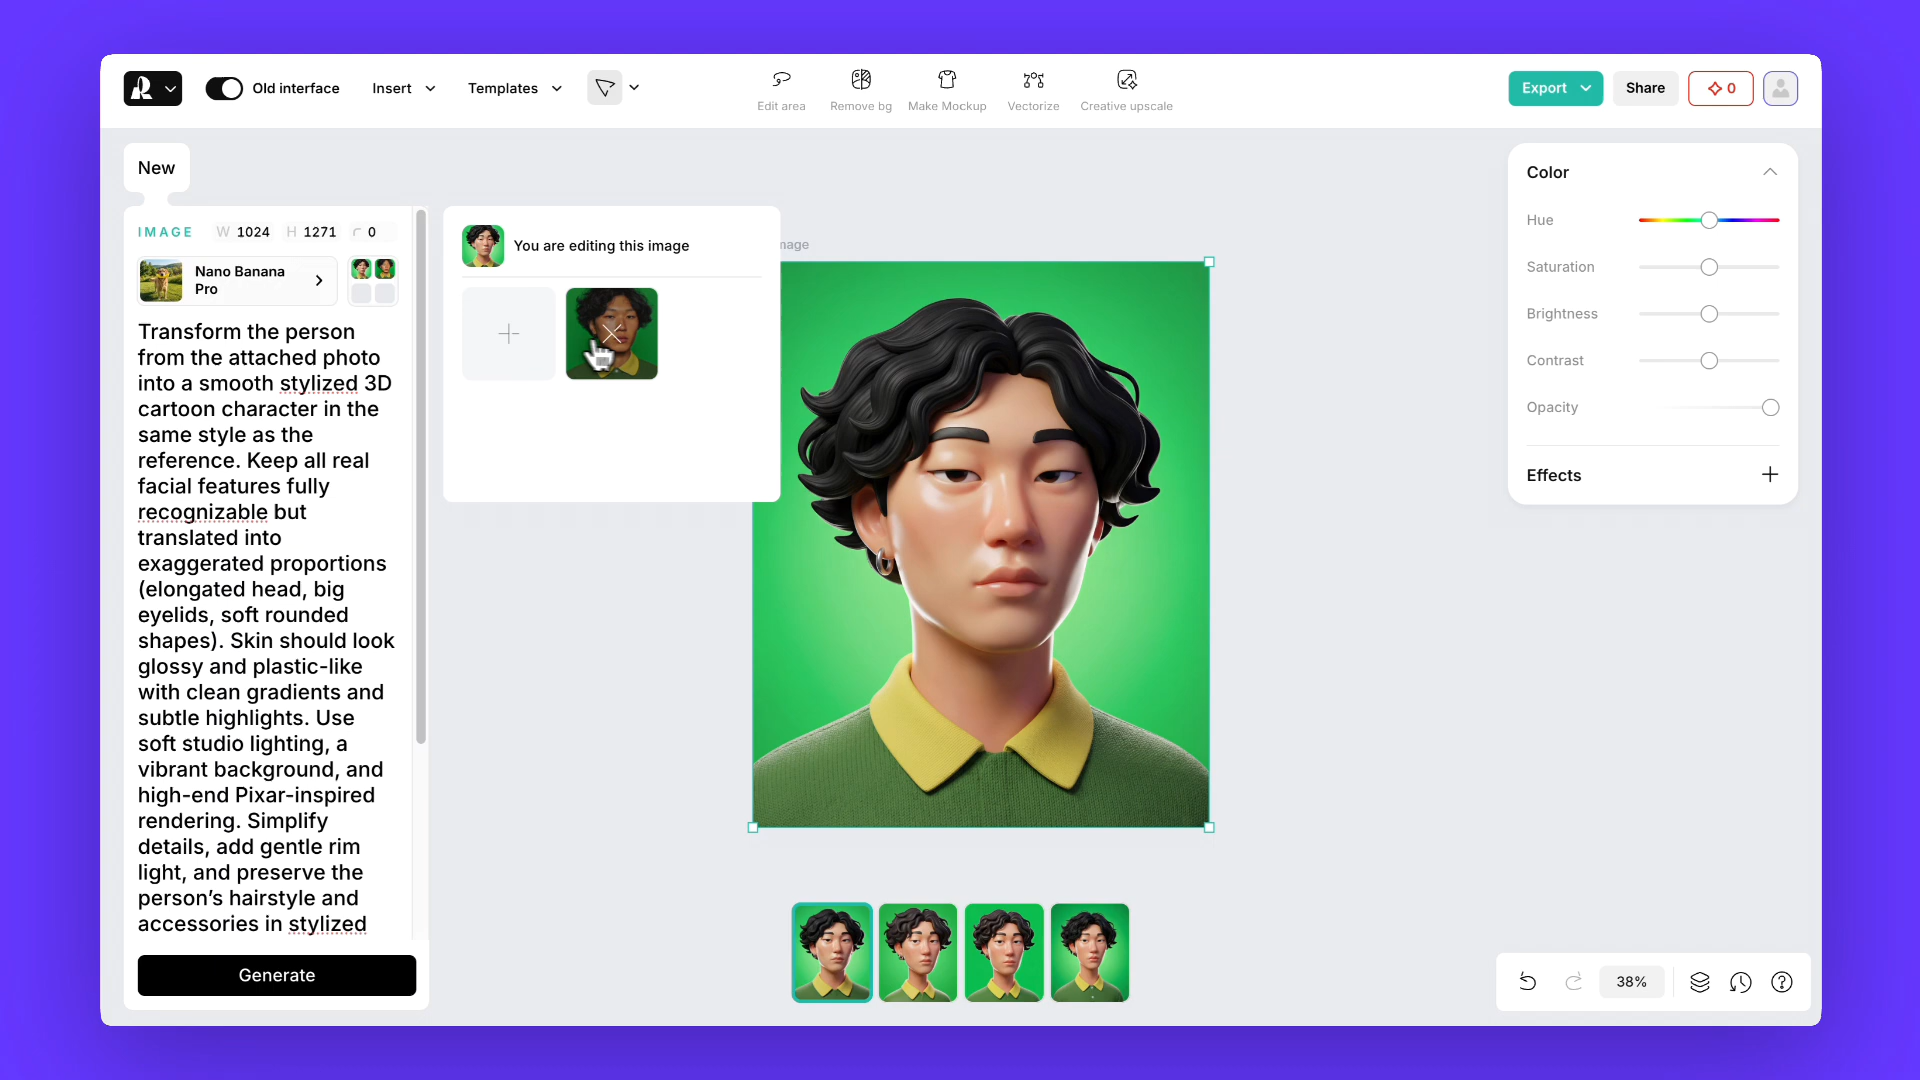 Old interface
Insert
Templates
Edit area
Remove bg
Make Mockup
Vectorize
Creative upscale
Export
Share
0
New
IMAGE W 1024 H 1271 0
Nano Banana
Pro
Transform the person
from the attached photo
into a smooth stylized 3D
cartoon character in the
same style as the
reference. Keep all real
facial features fully
recognizable but
translated into
exaggerated proportions
(elongated head, big
eyelids, soft rounded
shapes). Skin should look
glossy and plastic-like
with clean gradients and
subtle highlights. Use
soft studio lighting, a
vibrant background, and
high-end Pixar-inspired
rendering. Simplify
details, add gentle rim
light, and preserve the
person’s hairstyle and
accessories in stylized
Generate
You are editing this image
mage
Color
Hue
Saturation
Brightness
Contrast
Opacity
Effects
38%